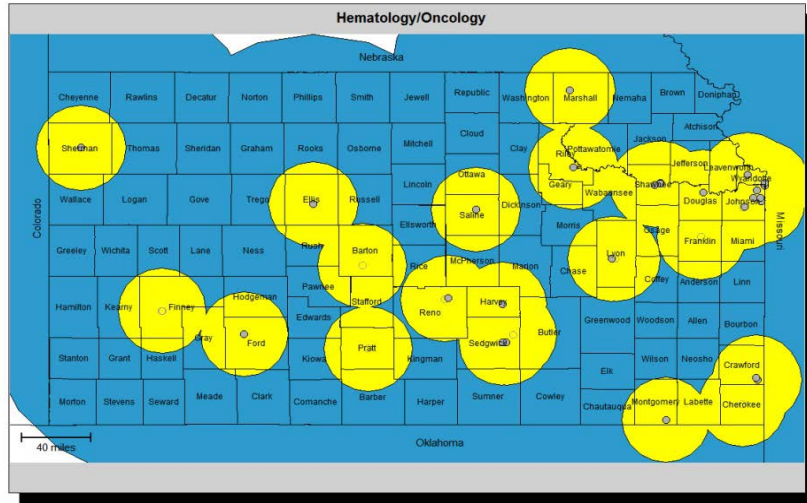 Hematology/Oncology
Nebraska
Cheyenne Rawlins Decatur Norton Phillips Smith Jewell Republic Washington Marshall Nemaha Brown Doniphan
Sherman Thomas Sheridan Graham Rooks Osborne Mitchell Cloud Clay Riley Pottawatomie Jackson Atchison
Jefferson Leavenworth
Wyandotte
Ottawa Geary Wabaunsee Shawnee Douglas Johnson
Wallace Logan Gove Trego Ellis Russell Lincoln Saline Dickinson
Colorado
Missouri
Greeley Wichita Scott Lane Ness Rush Barton Ellsworth Rice McPherson Marion Morris Chase Lyon Osage Franklin Miami
Coffey Anderson Linn
Hamilton Kearny Finney Hodgeman Pawnee Stafford Reno Harvey
Gray Ford Edwards Sedgwick Butler Greenwood Woodson Allen Bourbon
Stanton Grant Haskell Kiowa Pratt Kingman Elk Wilson Neosho Crawford
Morton Stevens Seward Meade Clark Comanche Barber Harper Sumner Cowley Chautauqua Montgomery Labette Cherokee
40 miles
Oklahoma